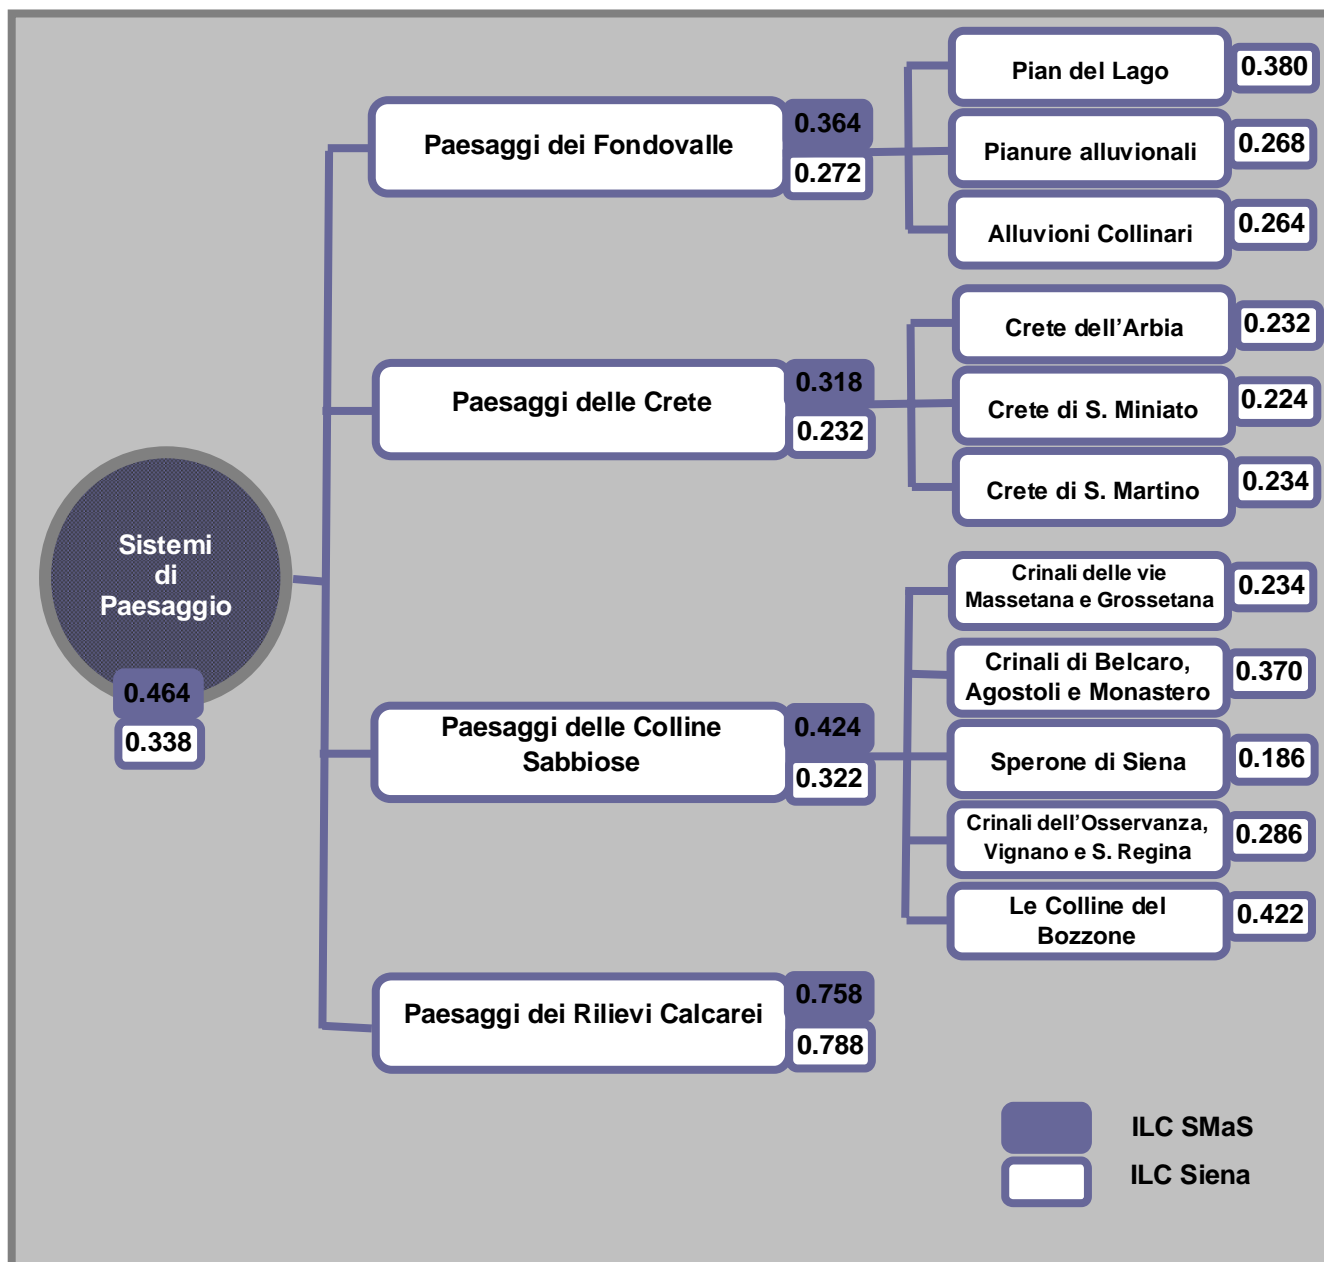 Sistemi
di
Paesaggio
0.464
0.338
Paesaggi dei Fondovalle
0.364
0.272
Pian del Lago
0.380
Pianure alluvionali
0.268
Alluvioni Collinari
0.264
Paesaggi delle Crete
0.318
0.232
Crete dell’Arbia
0.232
Crete di S. Miniato
0.224
Crete di S. Martino
0.234
Paesaggi delle Colline
Sabbiose
0.424
0.322
Crinali delle vie
Massetana e Grossetana
0.234
Crinali di Belcaro,
Agostoli e Monastero
0.370
Sperone di Siena
0.186
Crinali dell’Osservanza,
Vignano e S. Regina
0.286
Le Colline del
Bozzone
0.422
Paesaggi dei Rilievi Calcarei
0.758
0.788
ILC SMaS
ILC Siena